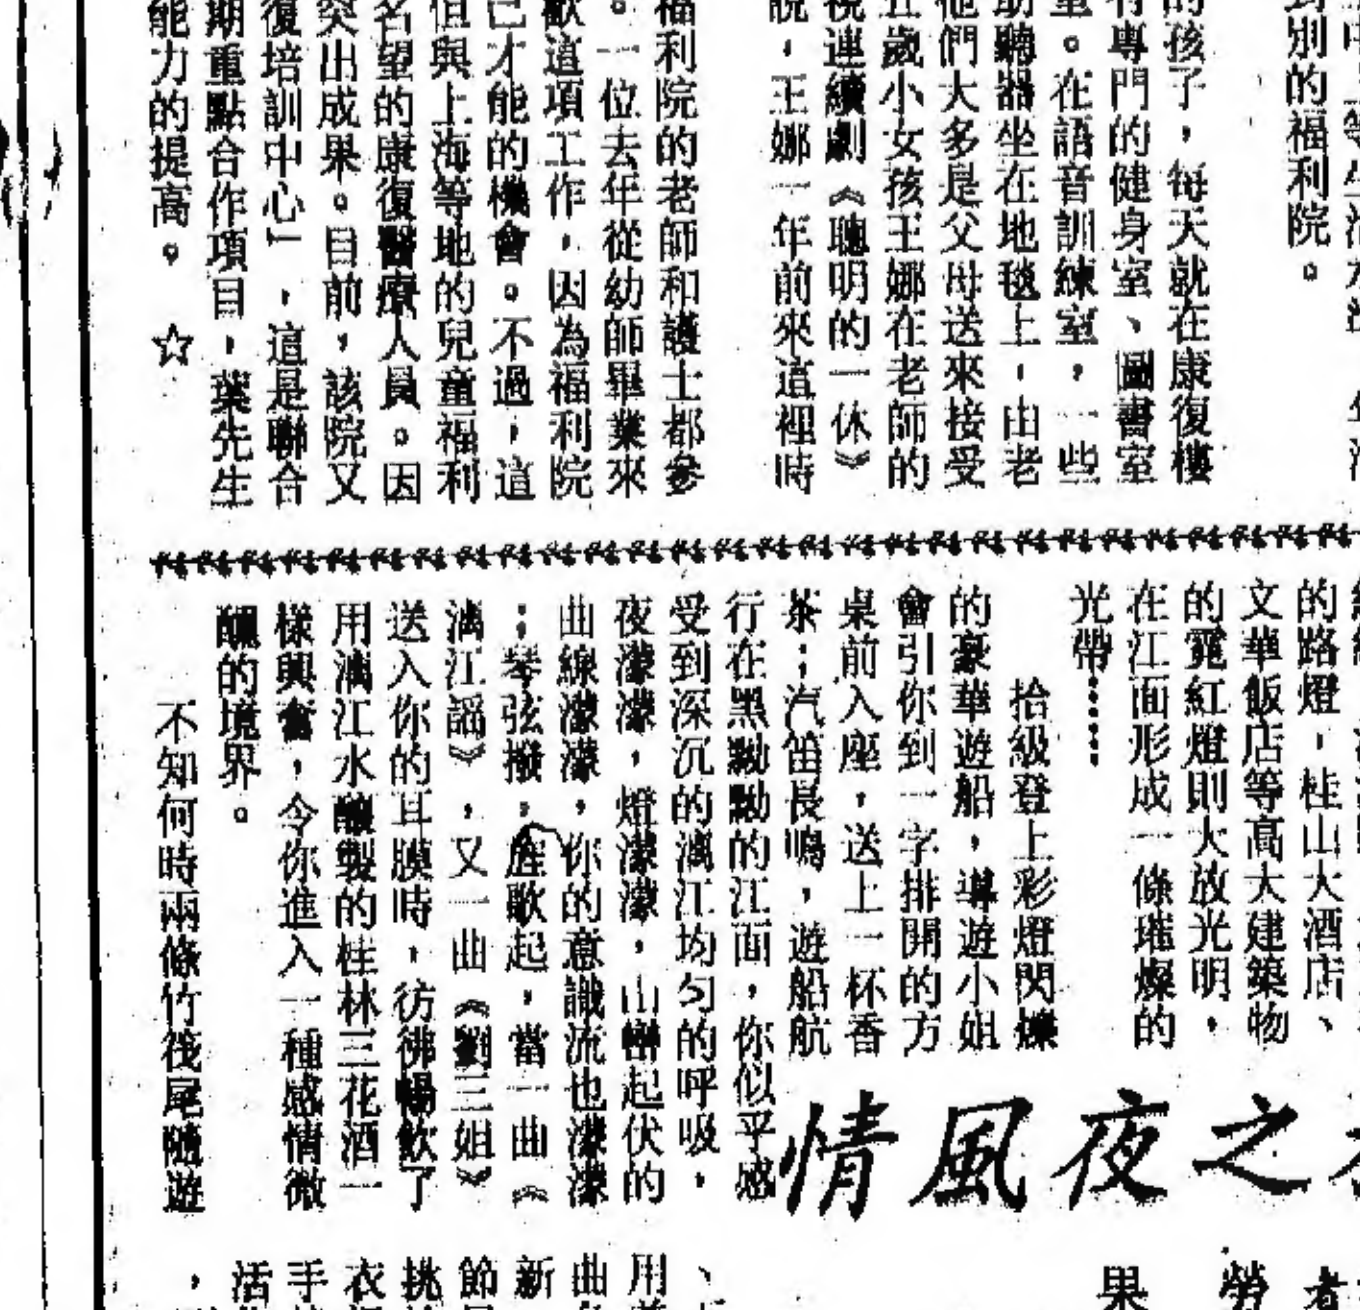 到別的福利院。
的孩子，每天就在康復樓
有專門的健身室、圖書室
。在語音訓練室，一些
助聽器坐在地毯上，由老
他們大多是父母送來接受
五歲小女孩王娜在老師的
視連續劇《聰明的一休》
說，王娜一年前來這裡時
福利院的老師和護士都參
。一位去年從幼師畢業來
歡這項工作，因為福利院
己才能的機會。不過，這
但與上海等地的兒童福利
名望的康復醫療人員。因
突出成果。目前，該院又
復培訓中心」，這是聯合
期重點合作項目，葉先生
能力的提高。 ☆
之夜風情
的路燈，桂山大酒店、
文華飯店等高大建築物
的霓紅燈則大放光明，
在江面形成一條璀燦的
光帶……
拾級登上彩燈閃爍
的豪華遊船，導遊小姐
會引你到一字排開的方
桌前入座，送上一杯香
茶；汽笛長鳴，遊船航
行在黑黝黝的江面，你似乎感
受到深沉的漓江均勻的呼吸，
夜濛濛，燈濛濛，山巒起伏的
曲線濛濛，你的意識流也濛濛
；琴弦撥，歌起，當一曲《
漓江謡》，又一曲《劉三姐》
送入你的耳膜時，彷彿暢飲了
用漓江水釀製的桂林三花酒一
樣興奮，令你進入一種感情微
醺的境界。
不知何時兩條竹筏尾隨遊
果
勞
用
曲
新
節
挑
衣
手
活